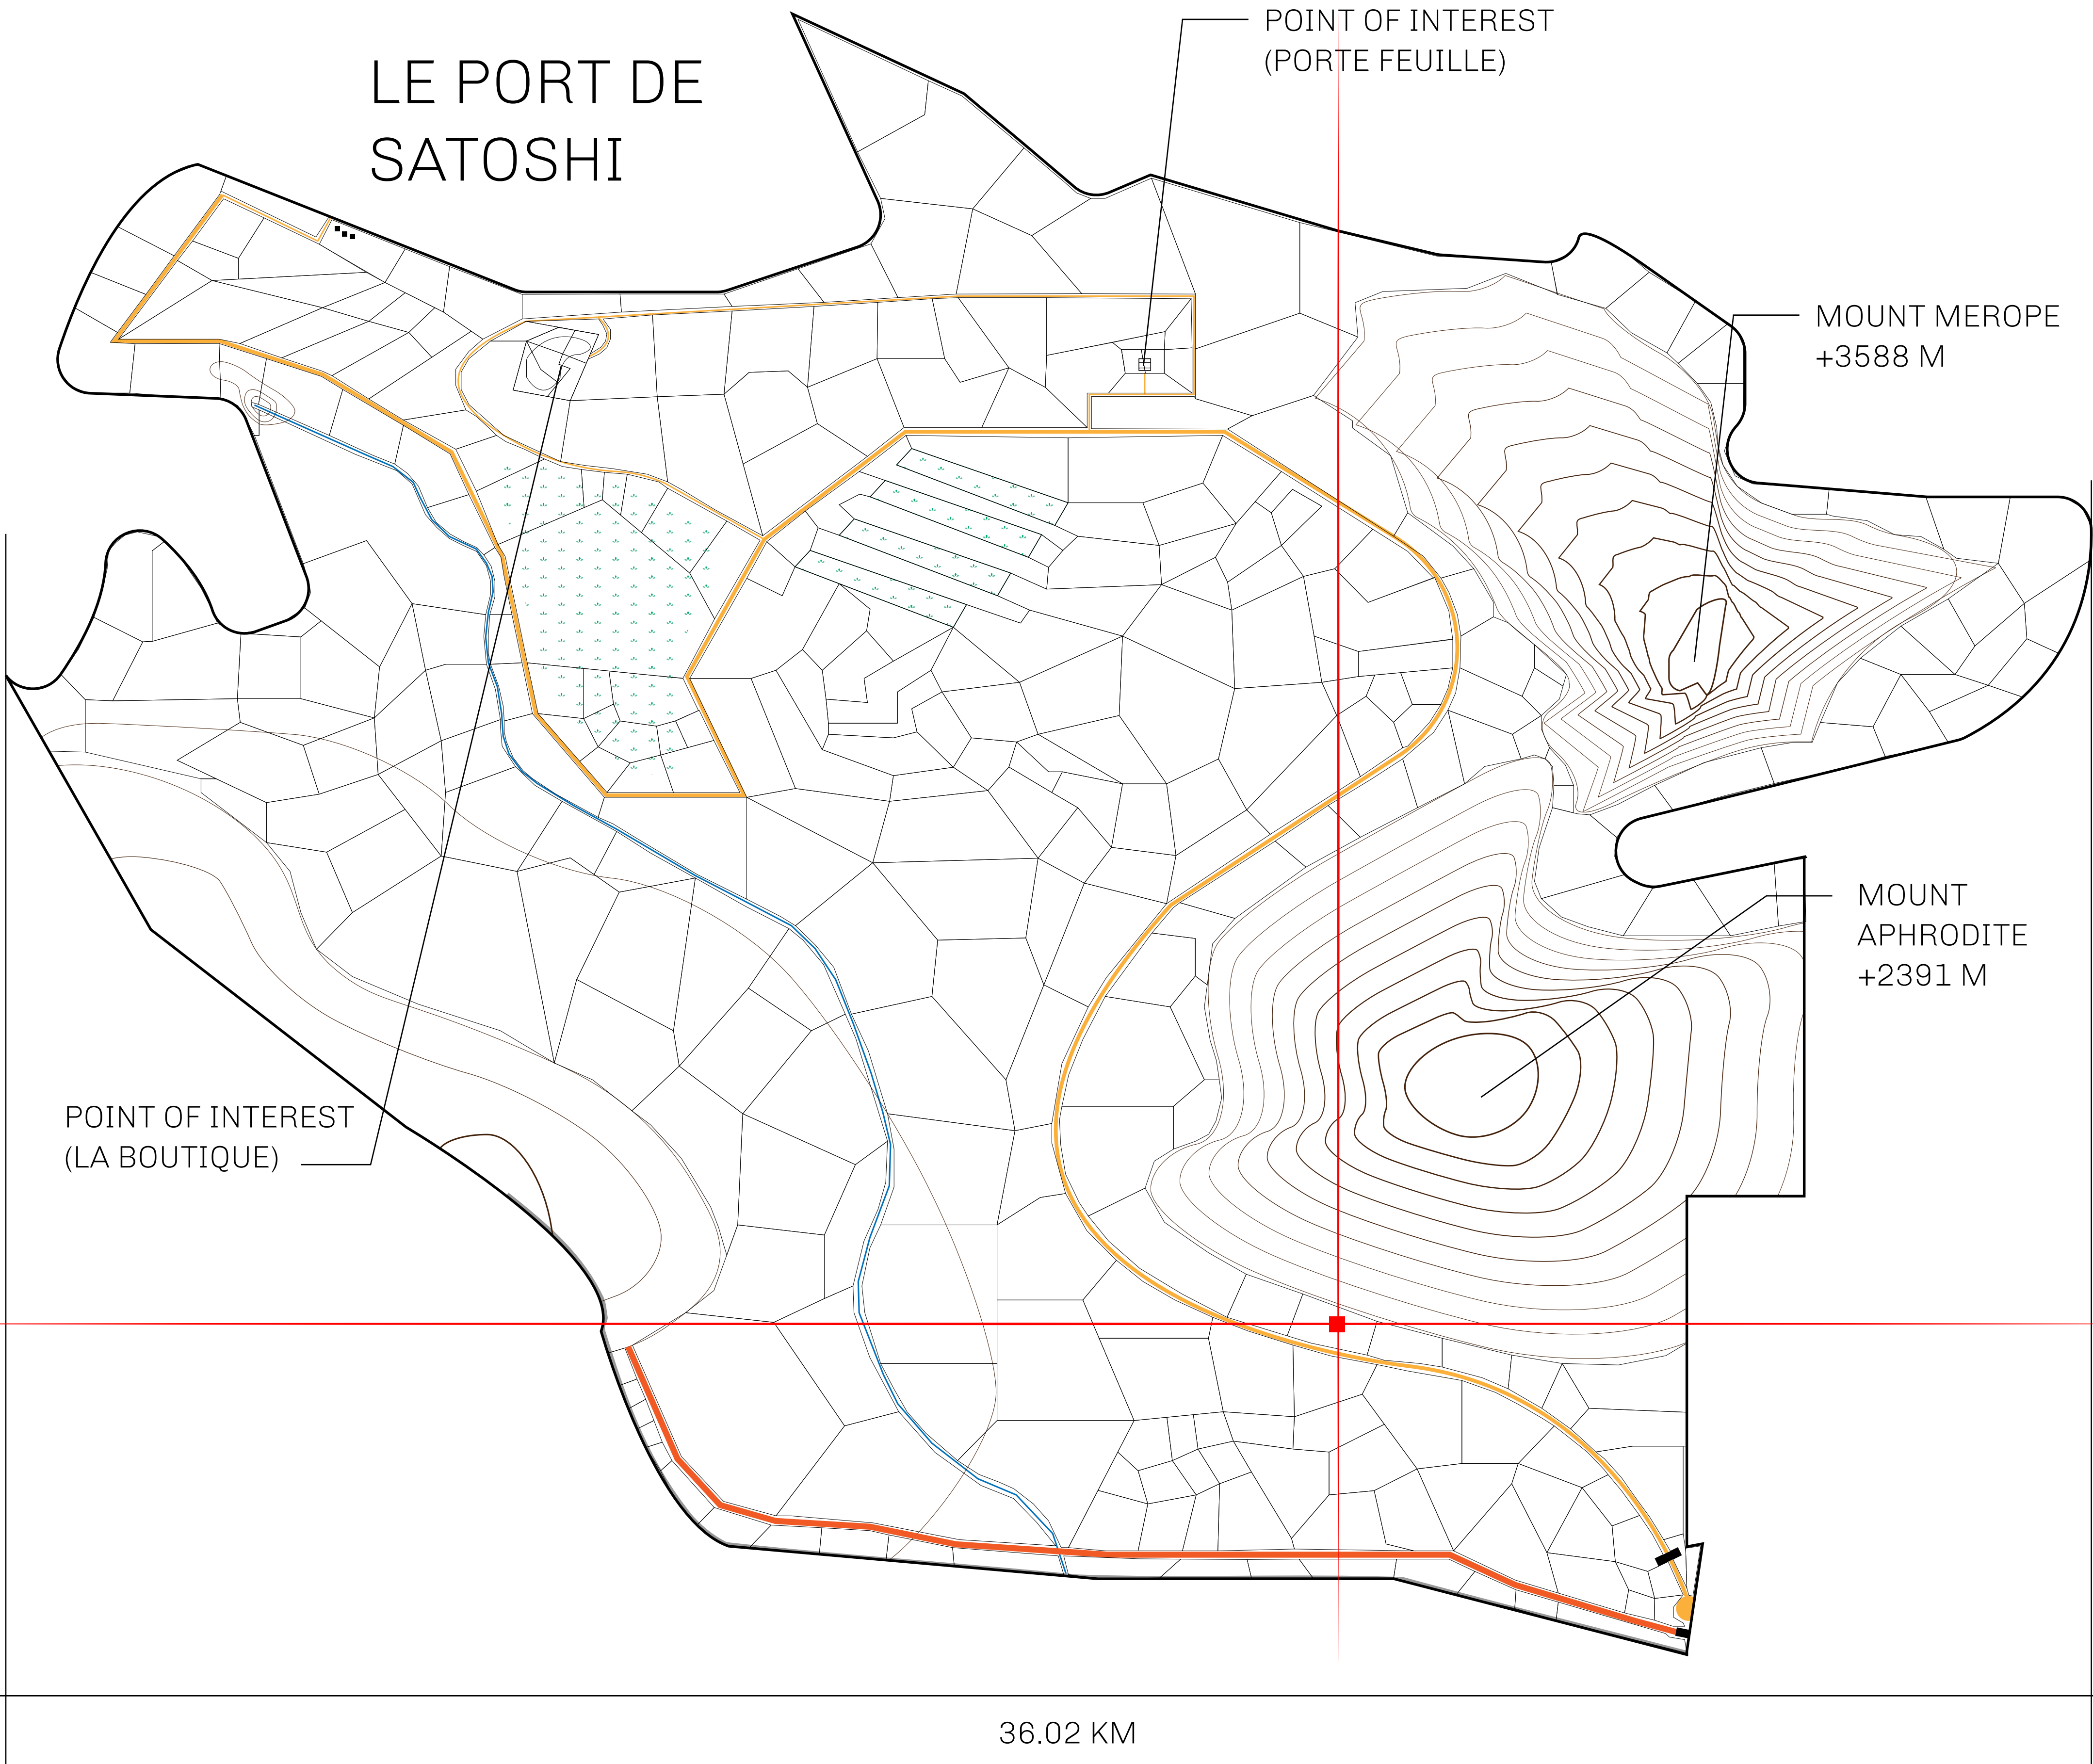 POINT OF INTEREST
(PORTE FEUILLE)
LE PORT DE
SATOSHI
MOUNT MEROPE
+3588 M
MOUNT
APHRODITE
+2391 M
POINT OF INTEREST
(LA BOUTIQUE)
36.02 KM